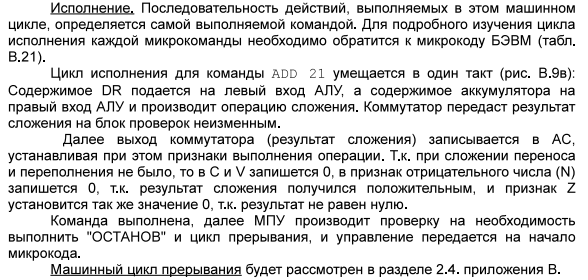 Исполнение. Последовательность действий, выполняемых в этом машинном
цикле, определяется самой выполняемой командой. Для подробного изучения цикла
исполнения каждой микрокоманды необходимо обратится к микрокоду БЭВМ (табл.
В.21).
Цикл исполнения для команды ADD 21 умещается в один такт (рис. В.9в):
Содержимое DR подается на левый вход АЛУ, а содержимое аккумулятора на
правый вход АЛУ и производит операцию сложения. Коммутатор передаст результат
сложения на блок проверок неизменным.
Далее выход коммутатора (результат сложения) записывается в AC,
устанавливая при этом признаки выполнения операции. Т.к. при сложении переноса
и переполнения не было, то в C и V запишется 0, в признак отрицательного числа (N)
запишется 0, т.к. результат сложения получился положительным, и признак Z
установится так же значение 0, т.к. результат не равен нулю.
Команда выполнена, далее МПУ производит проверку на необходимость
выполнить "ОСТАНОВ" и цикл прерывания, и управление передается на начало
микрокода.
Машинный цикл прерывания будет рассмотрен в разделе 2.4. приложения В.